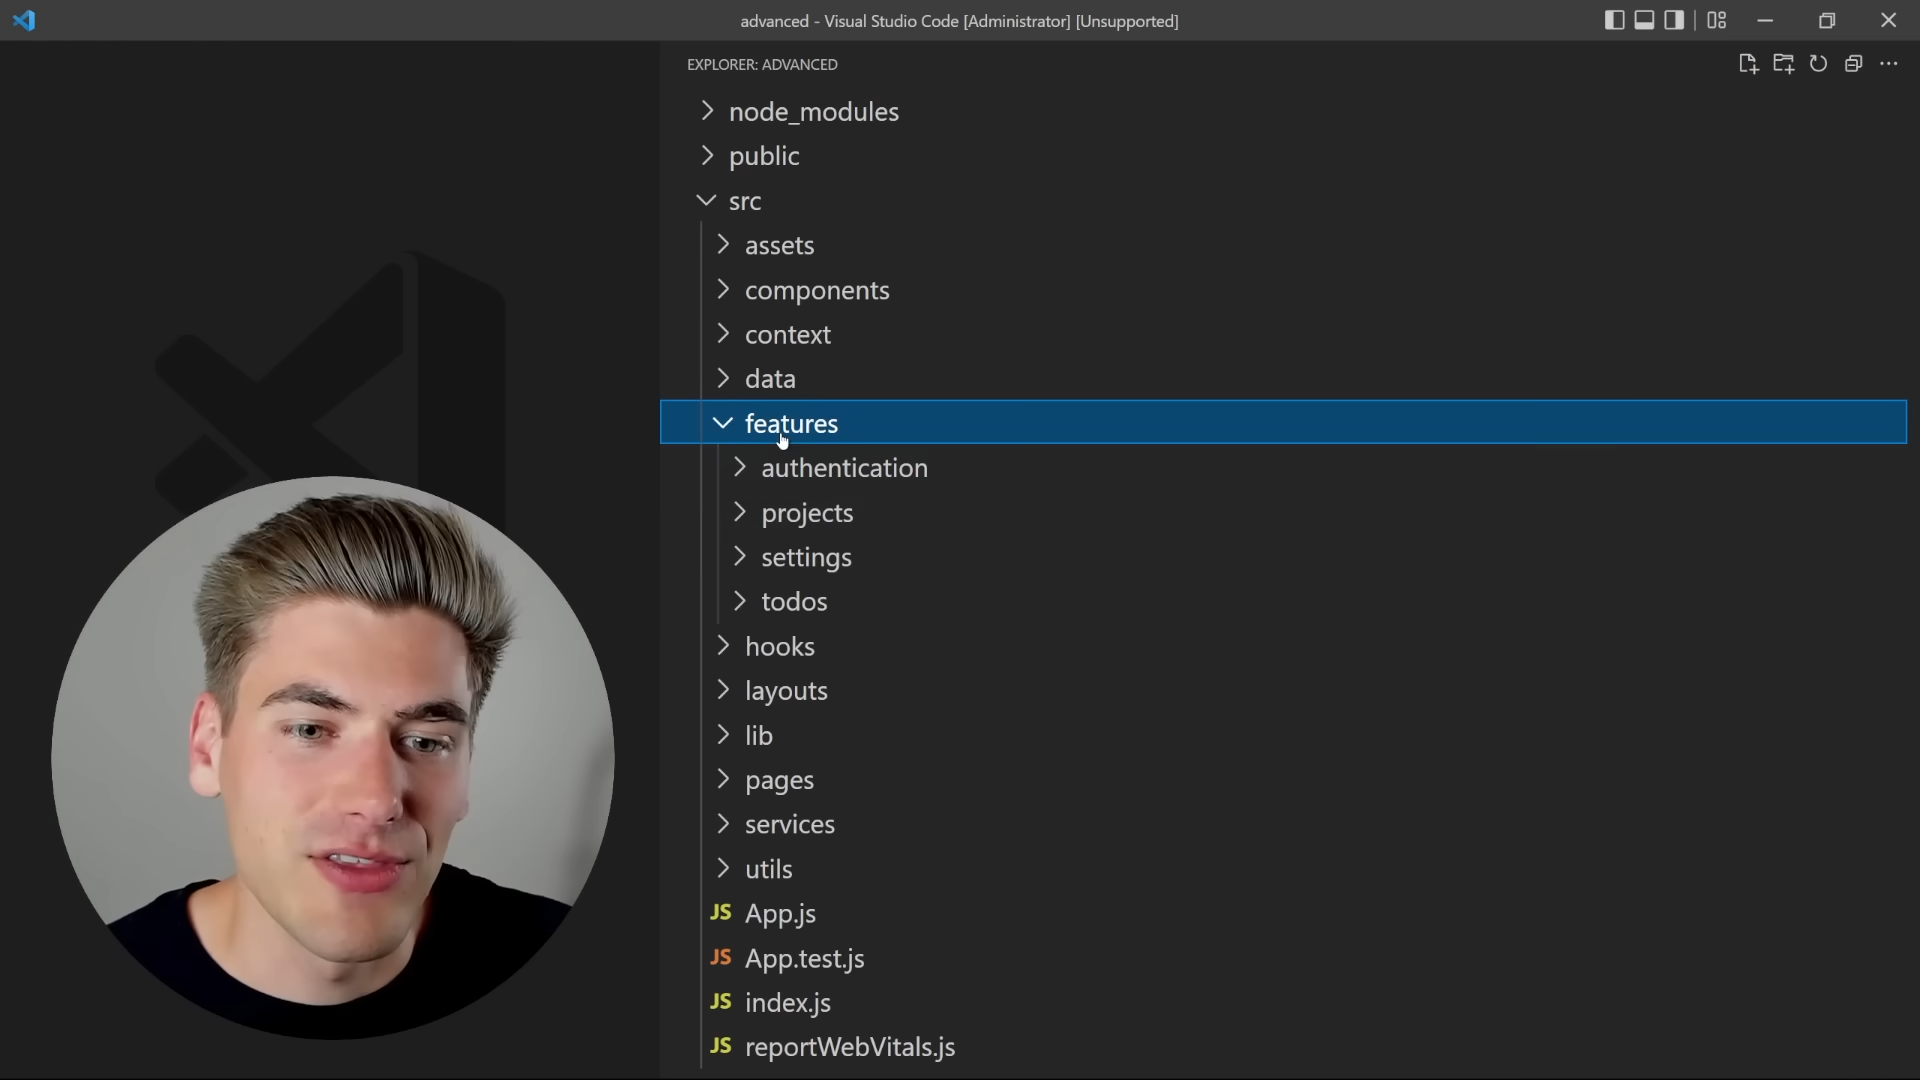 advanced - Visual Studio Code [Administrator] [Unsupported]
EXPLORER: ADVANCED
node_modules
public
src
assets
components
context
data
features
authentication
projects
settings
todos
hooks
layouts
lib
pages
services
utils
JS App.js
JS App.test.js
JS index.js
JS reportWebVitals.js